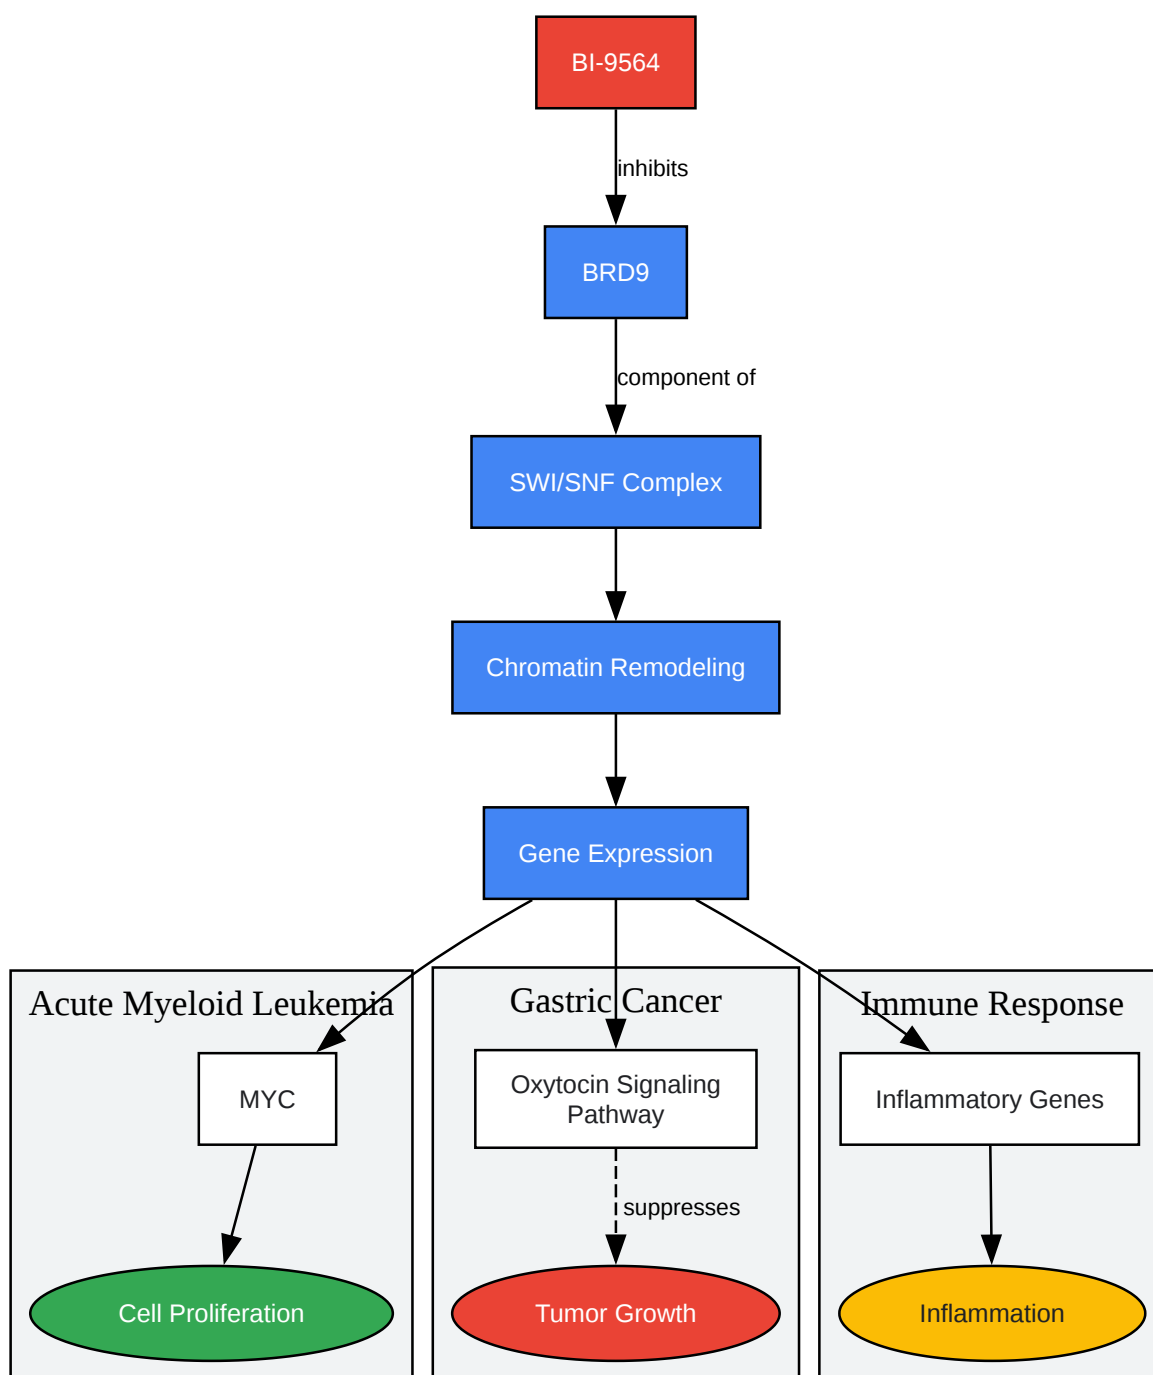 BI-9564
inhibits
BRD9
component of
SWI/SNF Complex
Chromatin Remodeling
Gene Expression
Acute Myeloid Leukemia
Gastric Cancer
Immune Response
MYC
Oxytocin Signaling
Pathway
Inflammatory Genes
suppresses
Cell Proliferation
Tumor Growth
Inflammation